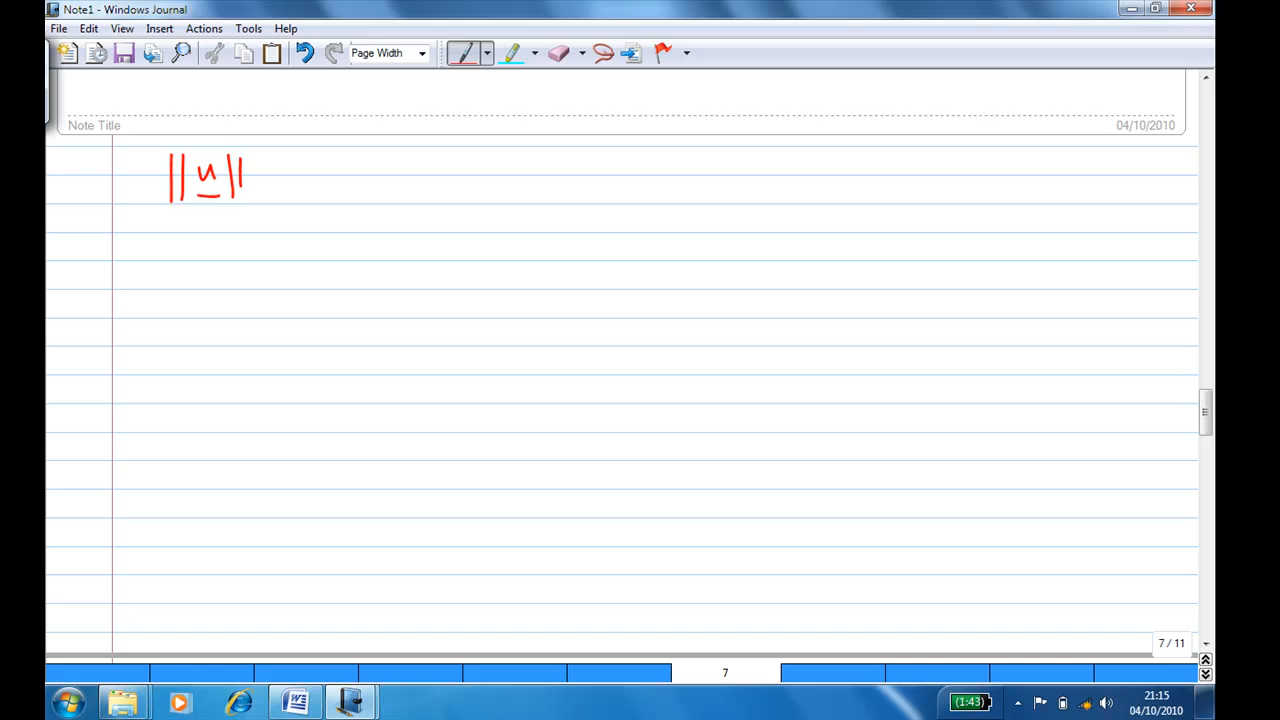 Note1 - Windows Journal
File Edit View Insert Actions Tools Help
Page Width
Note Title 04/10/2010
||u||
7 / 11
7
(1:43) 21:15
04/10/2010